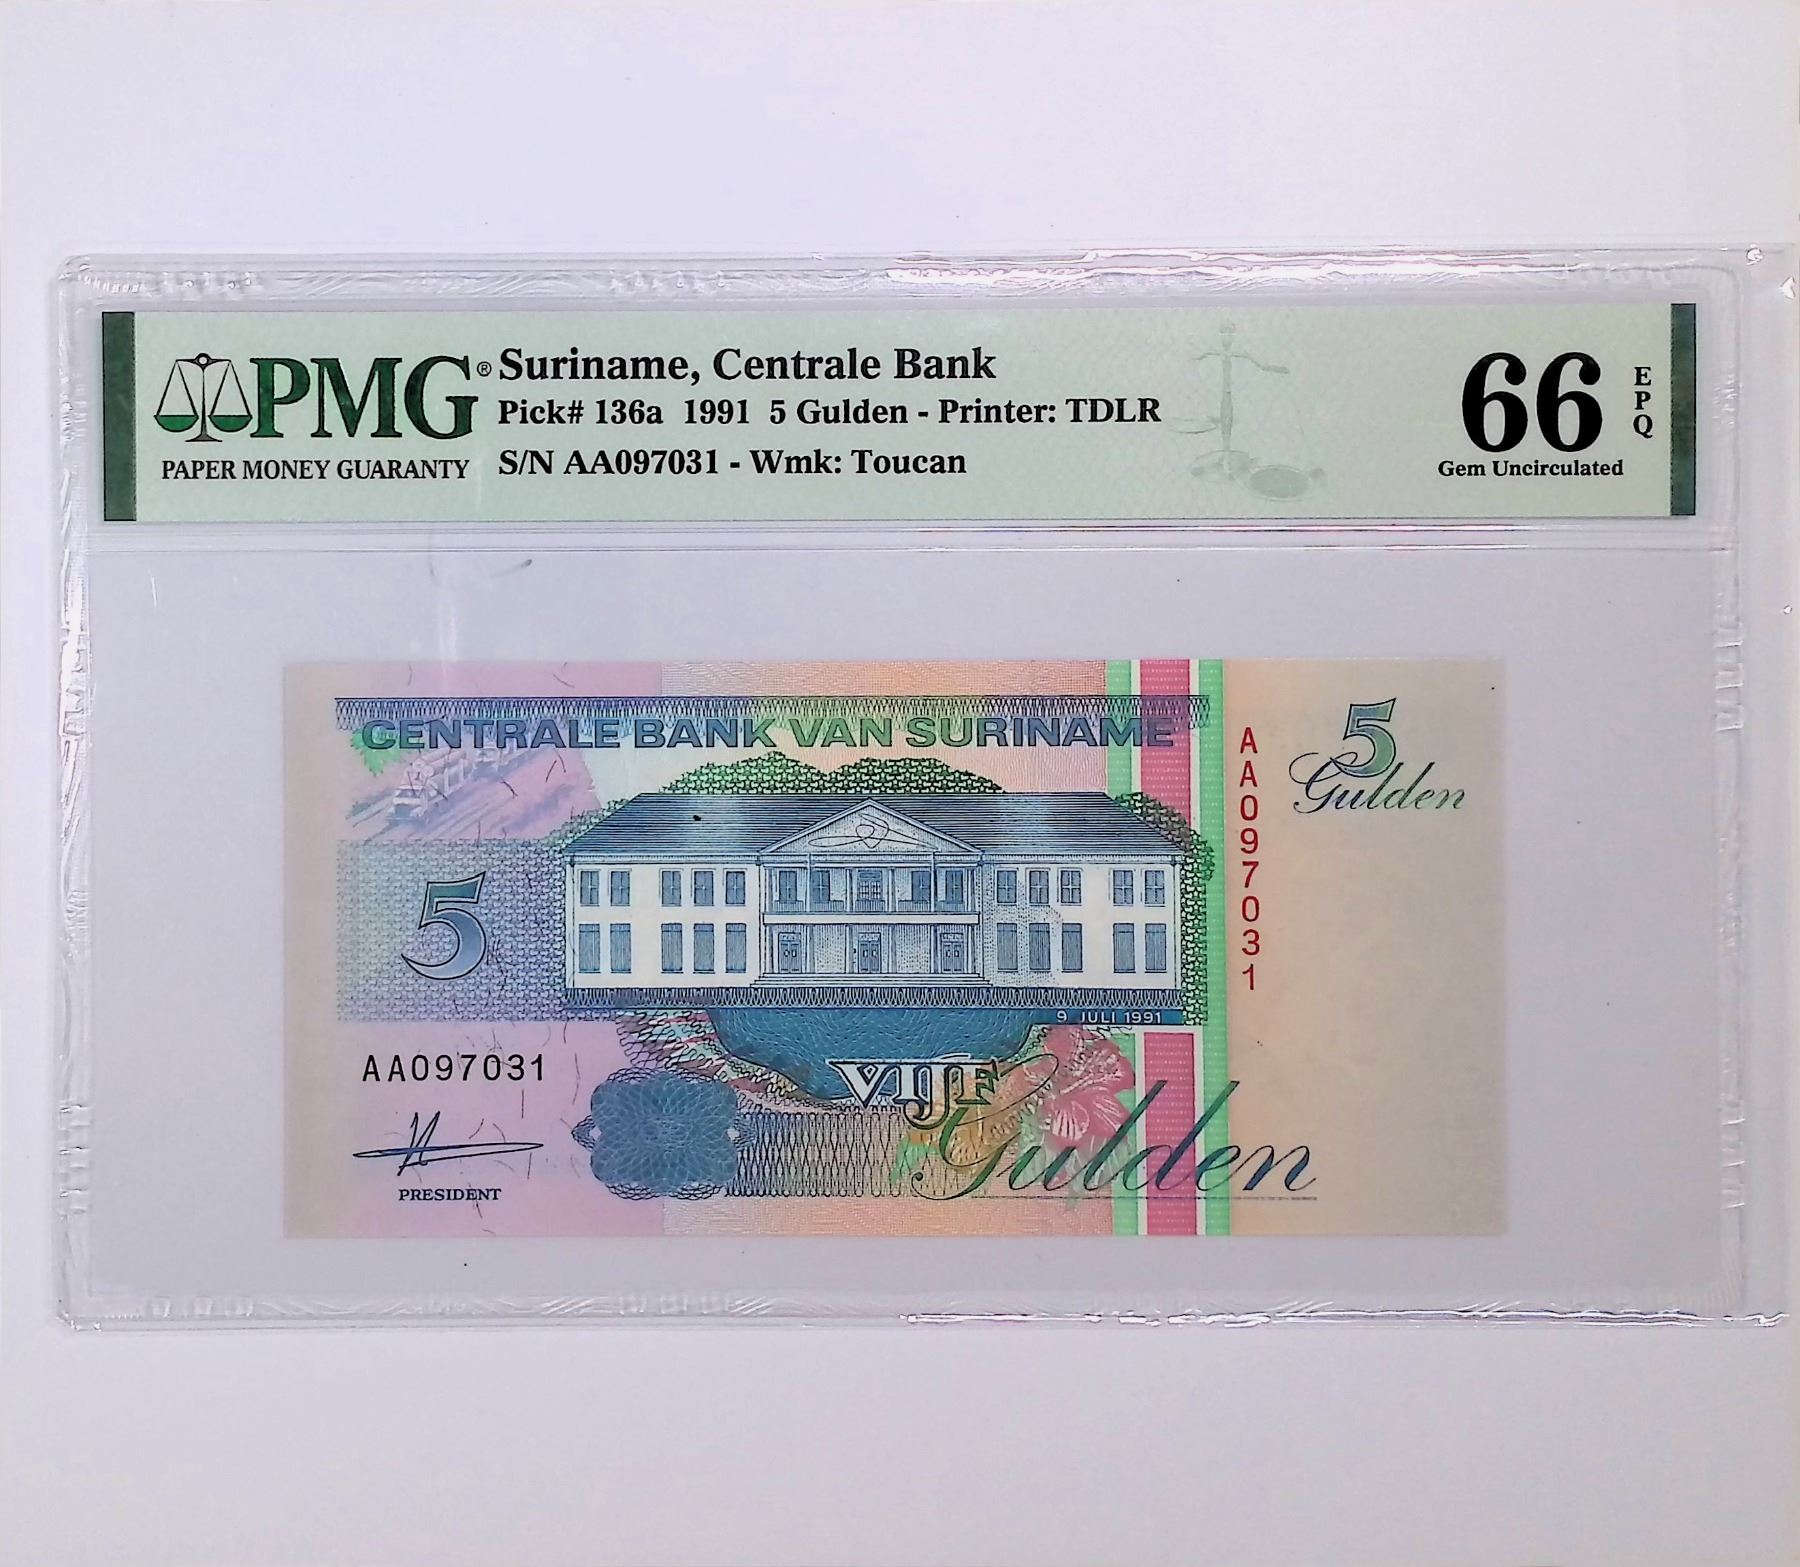 PMG®
PAPER MONEY GUARANTY
Suriname, Centrale Bank
Pick# 136a 1991 5 Gulden - Printer: TDLR
S/N AA097031 - Wmk: Toucan
66
EPQ
Gem Uncirculated
CENTRALE BANK VAN SURINAME
5
Gulden
AA097031
5
9 JULI 1991
AA097031
VIJF
Gulden
PRESIDENT